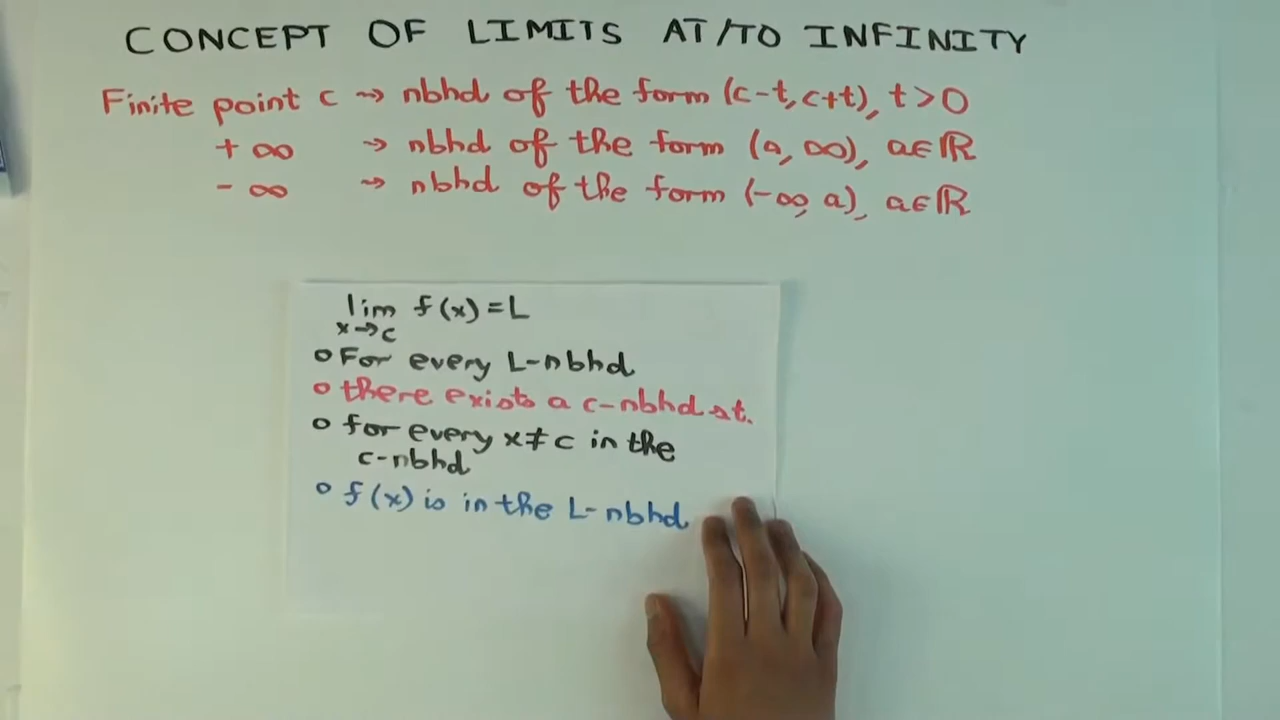 CONCEPT OF LIMITS AT/TO INFINITY
Finite point c → nbhd of the form (c-t, c+t), t>0
+∞ → nbhd of the form (a, ∞), a∈ℝ
-∞ → nbhd of the form (-∞, a), a∈ℝ
lim f(x)=L
x→c
o For every L-nbhd
o there exists a c-nbhd st.
o for every x≠c in the
c-nbhd
o f(x) is in the L-nbhd